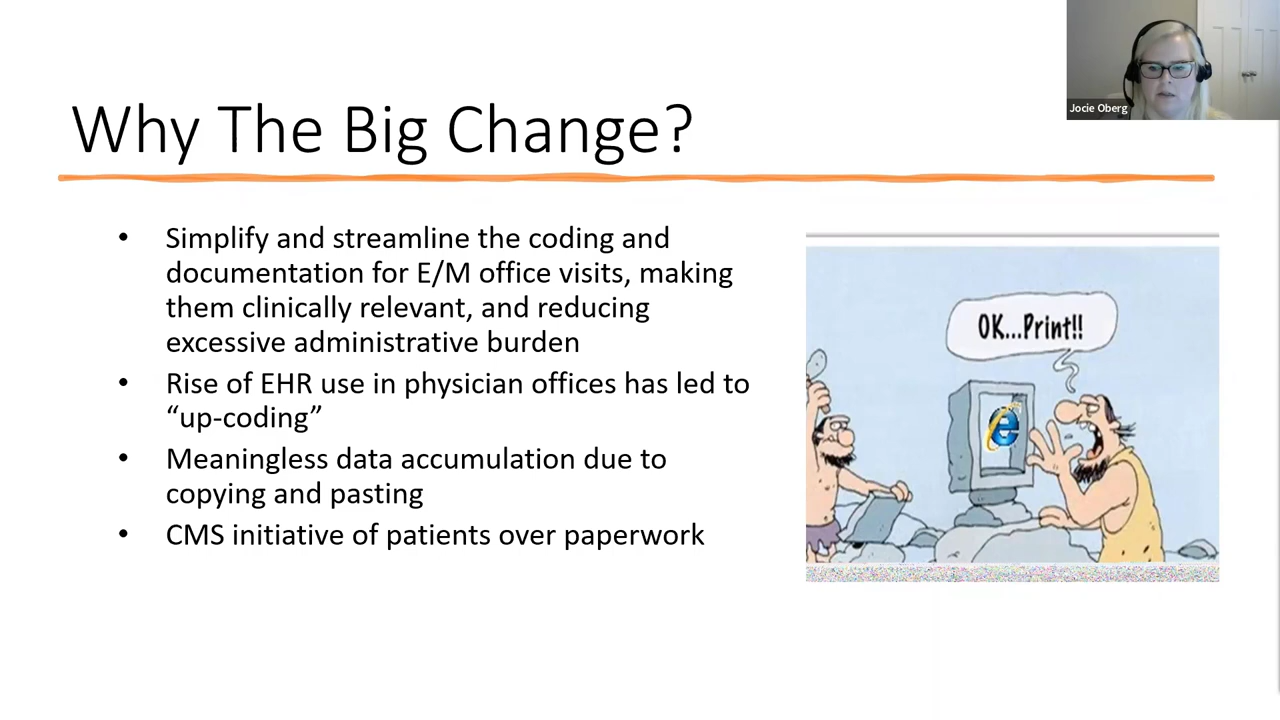 Jocie Oberg
Why The Big Change?
• Simplify and streamline the coding and
documentation for E/M office visits, making
them clinically relevant, and reducing
excessive administrative burden
• Rise of EHR use in physician offices has led to
“up-coding”
• Meaningless data accumulation due to
copying and pasting
• CMS initiative of patients over paperwork
OK...Print!!